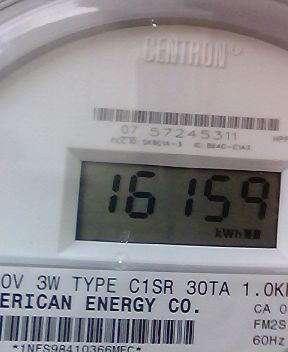 CENTRON®
07 57245311
16159
kWh
0V 3W TYPE C1SR 30TA 1.0K
ERICAN ENERGY CO.
CA 0
FM2S
60Hz
*1NES98410366MEC*